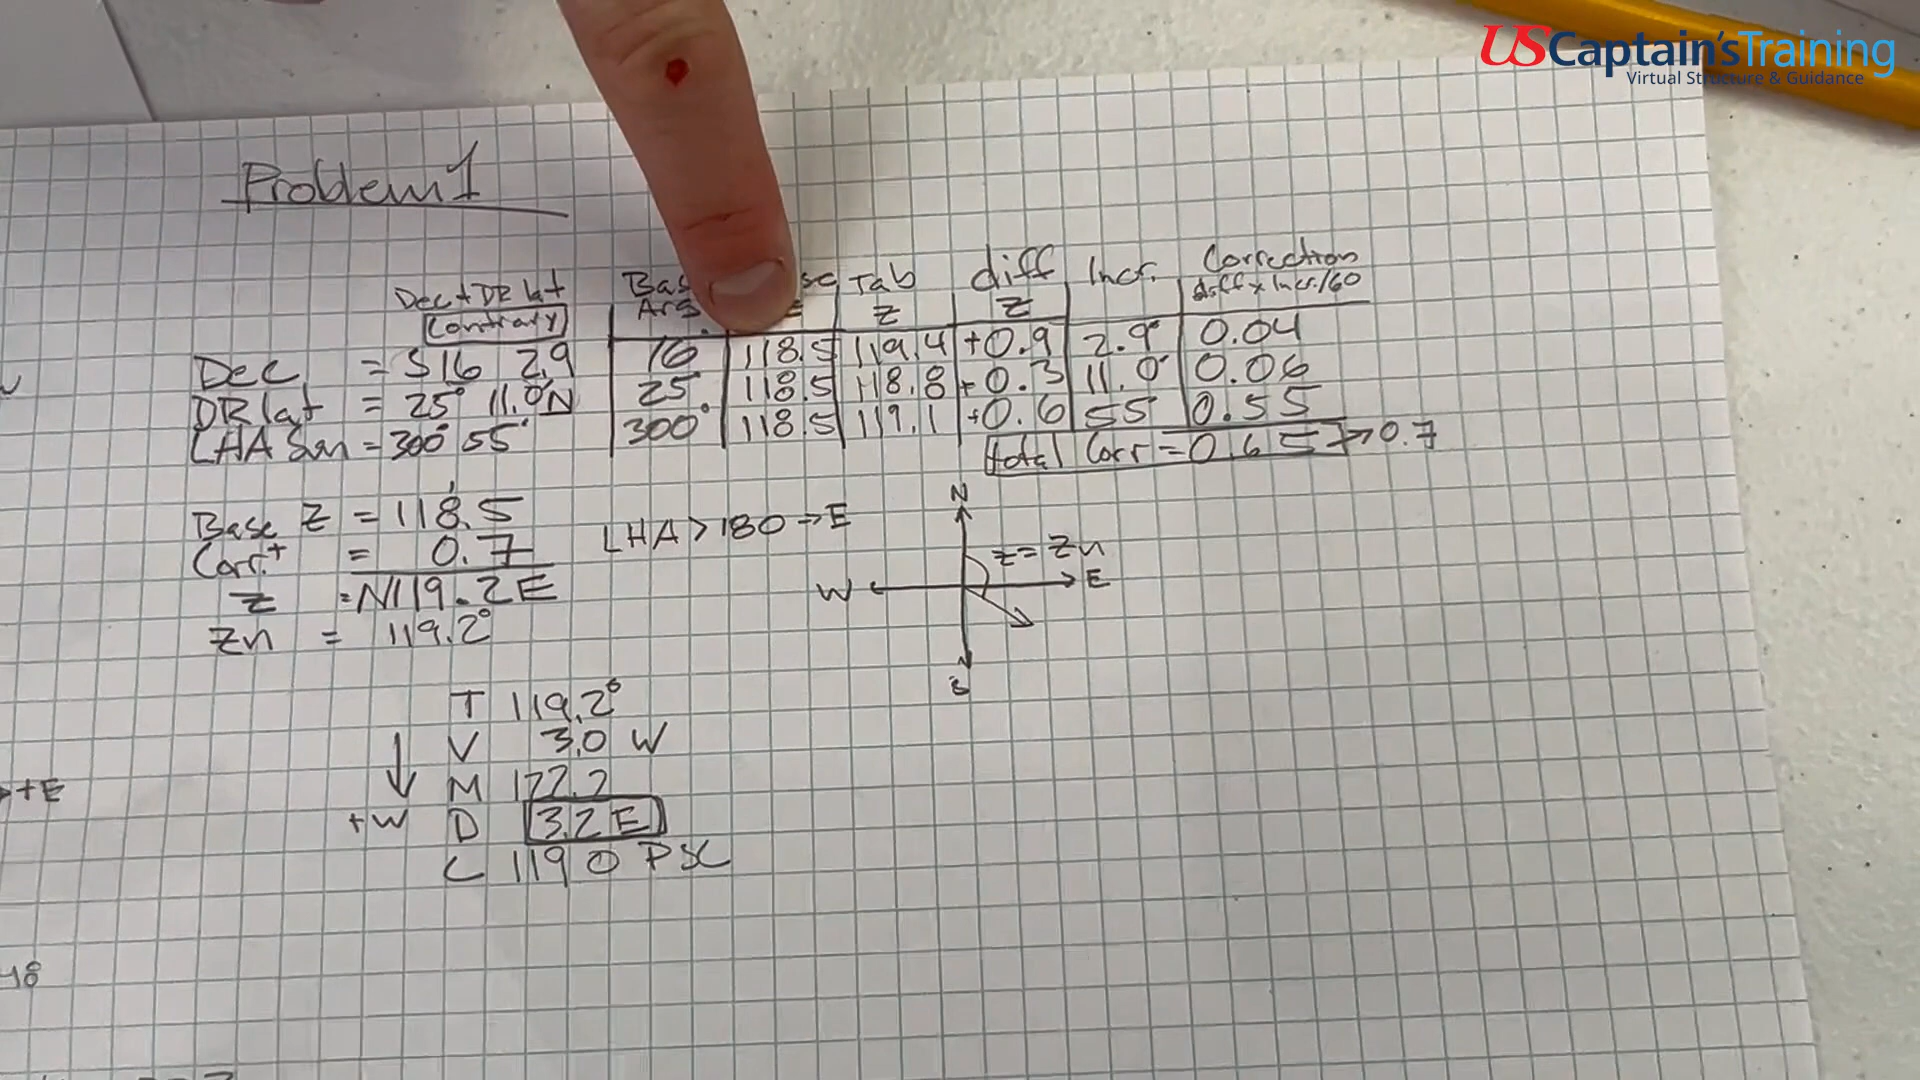 USCaptain'sTraining
Virtual Structure & Guidance
Problem 1
Dec + DR lat
Contrary
Dec = S16 2.9
DR lat = 25° 11.0' N
LHA Sun = 300° 55'
Tab diff Incr. Correction
Arg Z Z diff x Incr/60
16° 118.5 119.4 +0.9 2.9' 0.04
25° 118.5 118.8 +0.3 11.0' 0.06
300° 118.5 119.1 +0.6 55' 0.55
total Corr = 0.65 → 0.7
Base Z = 118.5
Corr.+ = 0.7
Z = N119.2E
Zn = 119.2°
LHA > 180 → E
N
Z = Zn
W E
S
T 119.2°
V 3.0 W
M 122.2
+W D 3.2 E
C 119 0 PSC
+E
48